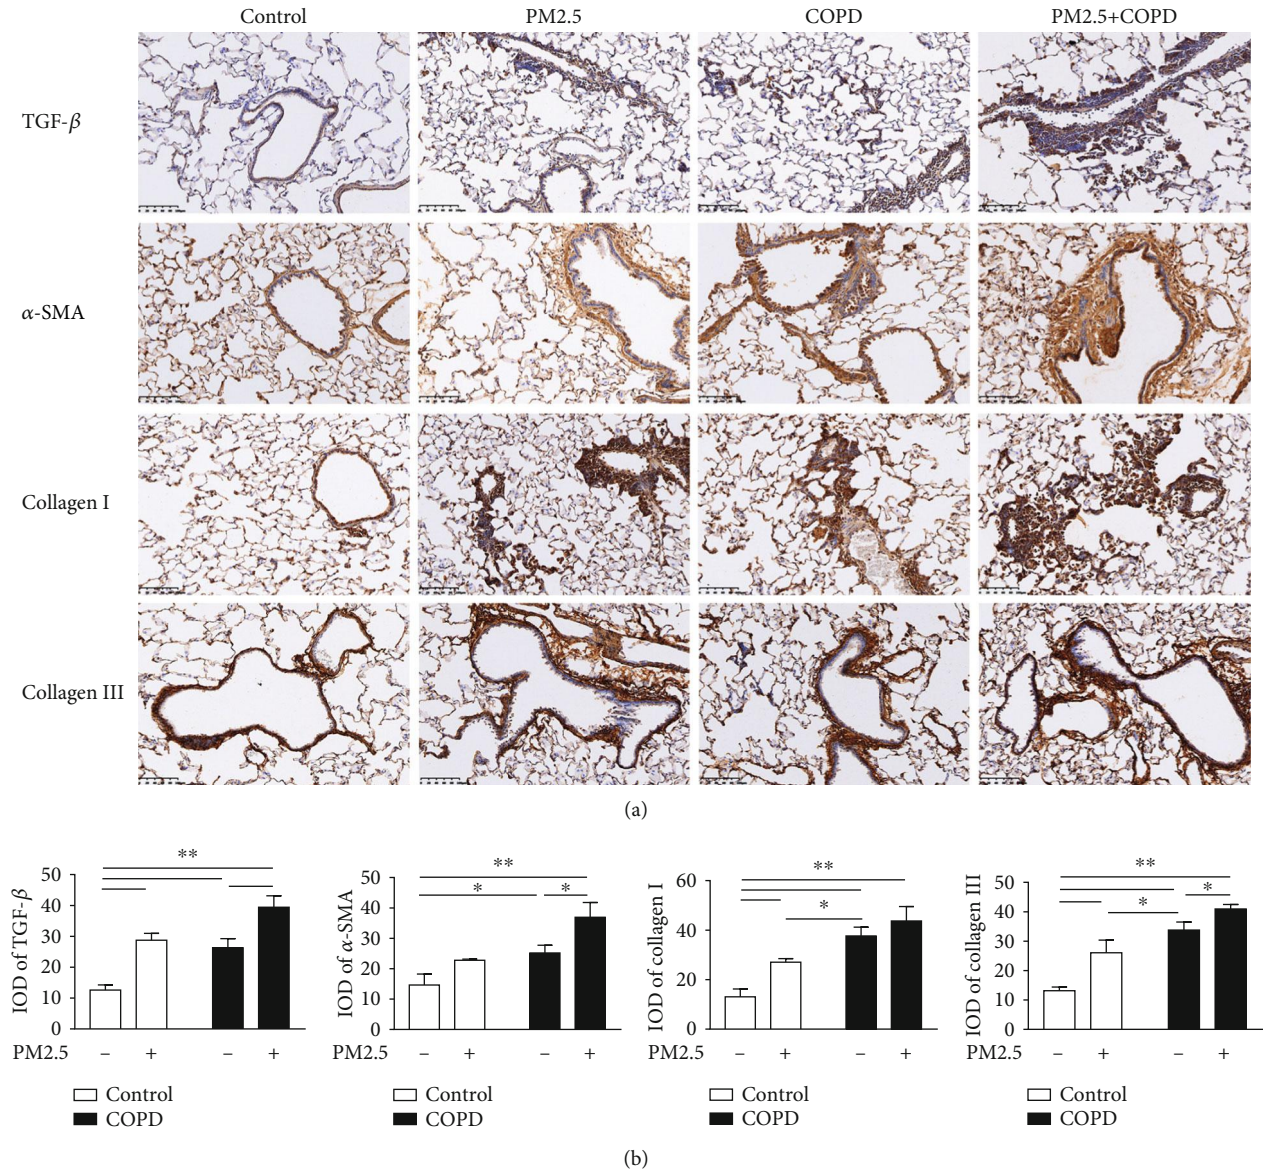 Control PM2.5 COPD PM2.5+COPD
TGF-β
α-SMA
Collagen I
Collagen III
(a)
IOD of TGF-β
**
50
40
30
20
10
0
PM2.5 – + – +
Control
COPD
IOD of α-SMA
**
* *
50
40
30
20
10
0
PM2.5 – + – +
Control
COPD
IOD of collagen I
**
*
60
40
20
0
PM2.5 – + – +
Control
COPD
IOD of collagen III
**
* *
50
40
30
20
10
0
PM2.5 – + – +
Control
COPD
(b)